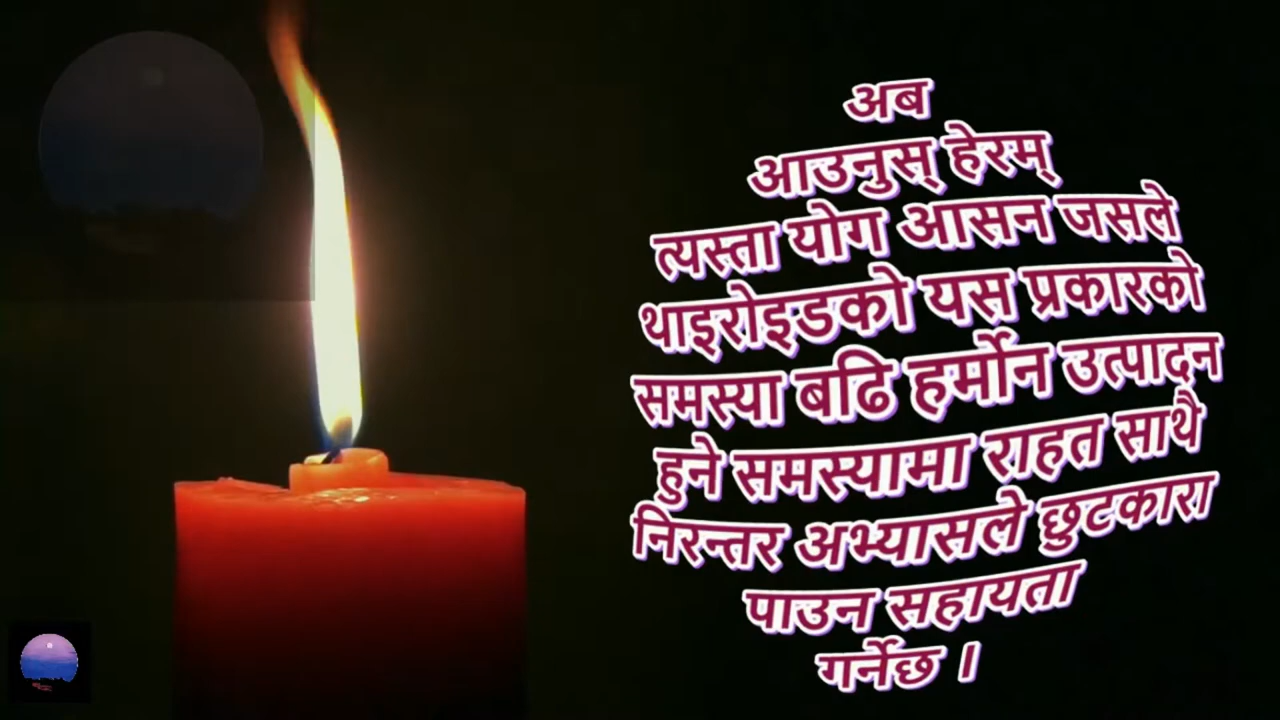 अब
आउनुस् हेरम्
त्यस्ता योग आसन जसले
थाइरोइडको यस प्रकारको
समस्या बढि हर्मोन उत्पादन
हुने समस्यामा राहत साथै
निरन्तर अभ्यासले छुटकारा
पाउन सहायता
गर्नेछ ।